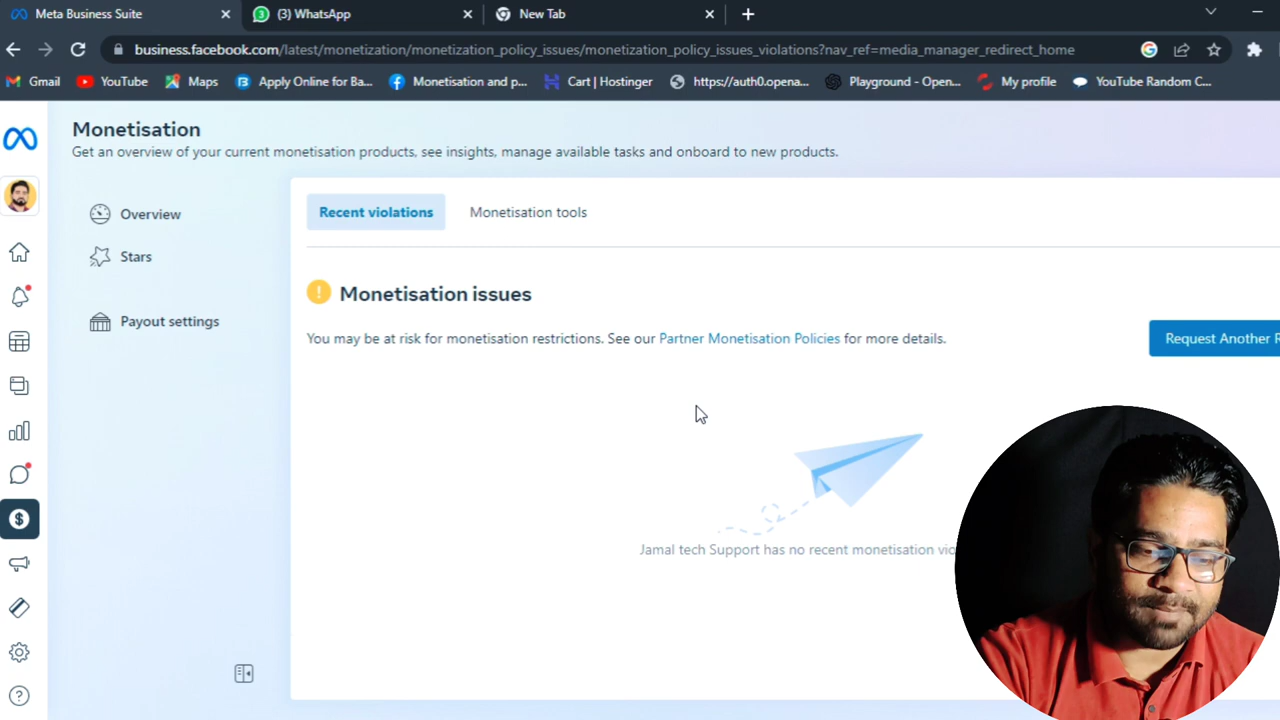 Meta Business Suite
(3) WhatsApp
New Tab
business.facebook.com/latest/monetization/monetization_policy_issues/monetization_policy_issues_violations?nav_ref=media_manager_redirect_home
Gmail
YouTube
Maps
Apply Online for Ba...
Monetisation and p...
Cart | Hostinger
https://auth0.opena...
Playground - Open...
My profile
YouTube Random C...
Monetisation
Get an overview of your current monetisation products, see insights, manage available tasks and onboard to new products.
Overview
Stars
Payout settings
Recent violations
Monetisation tools
Monetisation issues
You may be at risk for monetisation restrictions. See our Partner Monetisation Policies for more details.
Request Another R
Jamal tech Support has no recent monetisation vio